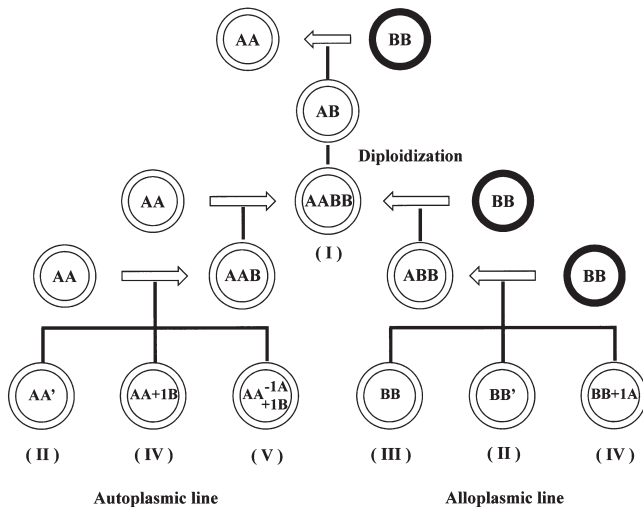 AA BB
AB
Diploidization
AA AABB BB
( I )
AA AAB ABB BB
AA' AA+1B AA-1A+1B BB BB' BB+1A
( II ) ( IV ) ( V ) ( III ) ( II ) ( IV )
Autoplasmic line Alloplasmic line